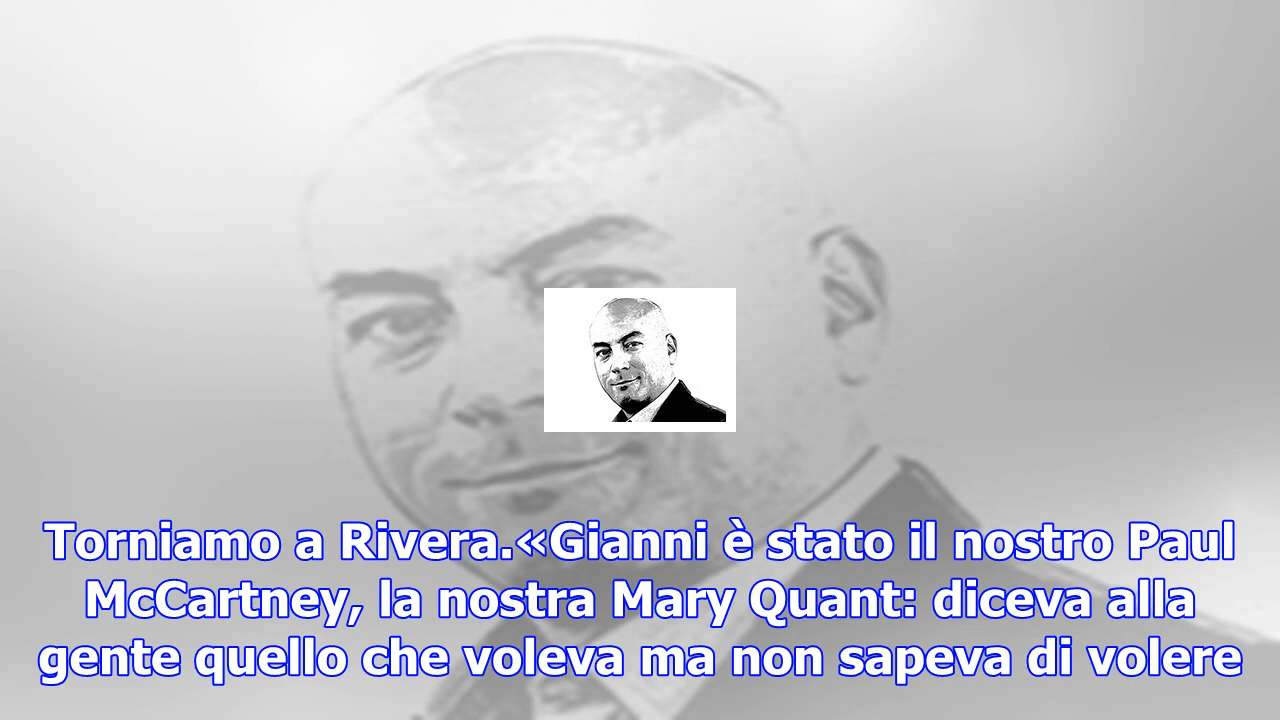 Torniamo a Rivera.«Gianni è stato il nostro Paul
McCartney, la nostra Mary Quant: diceva alla
gente quello che voleva ma non sapeva di volere